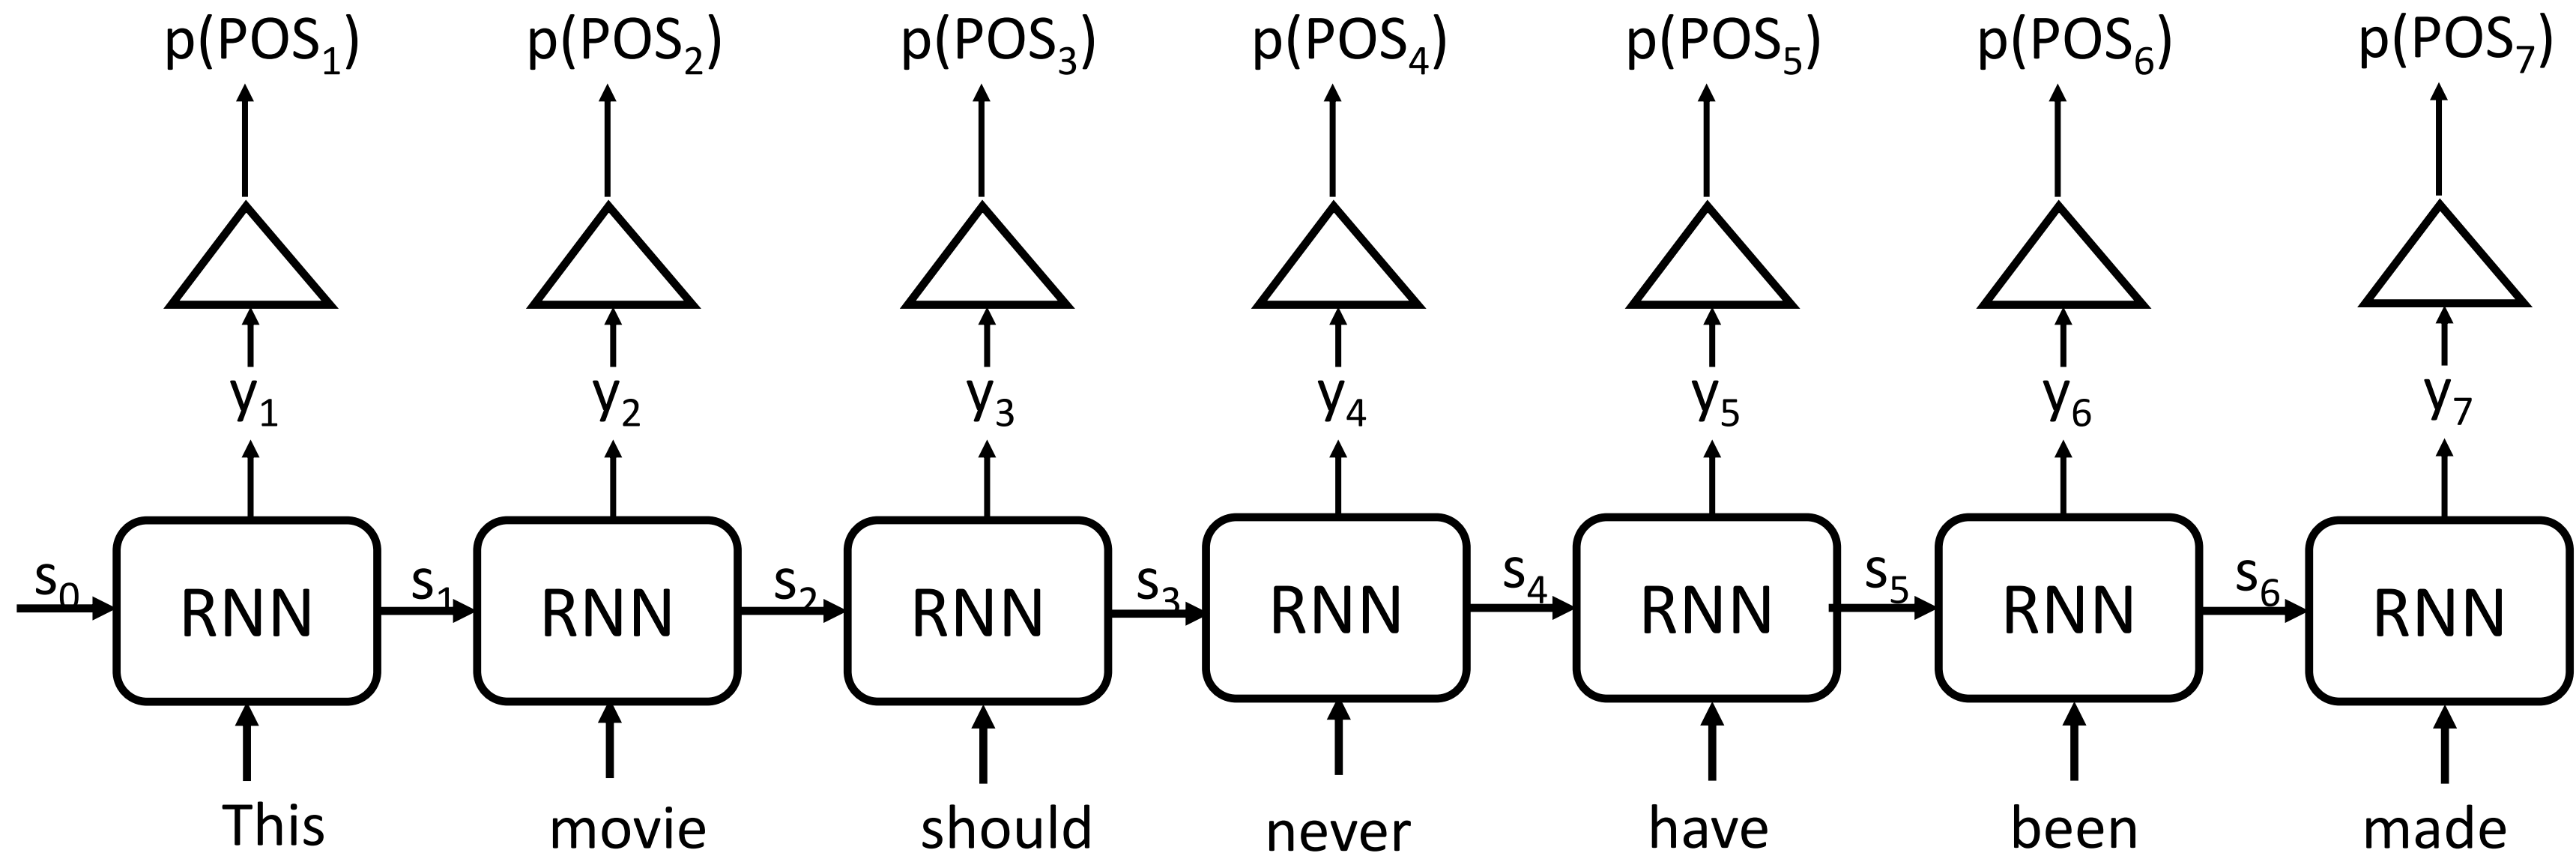 p(POS₁) p(POS₂) p(POS₃) p(POS₄) p(POS₅) p(POS₆) p(POS₇)
y₁ y₂ y₃ y₄ y₅ y₆ y₇
s₀ RNN s₁ RNN s₂ RNN s₃ RNN s₄ RNN s₅ RNN s₆ RNN
This movie should never have been made